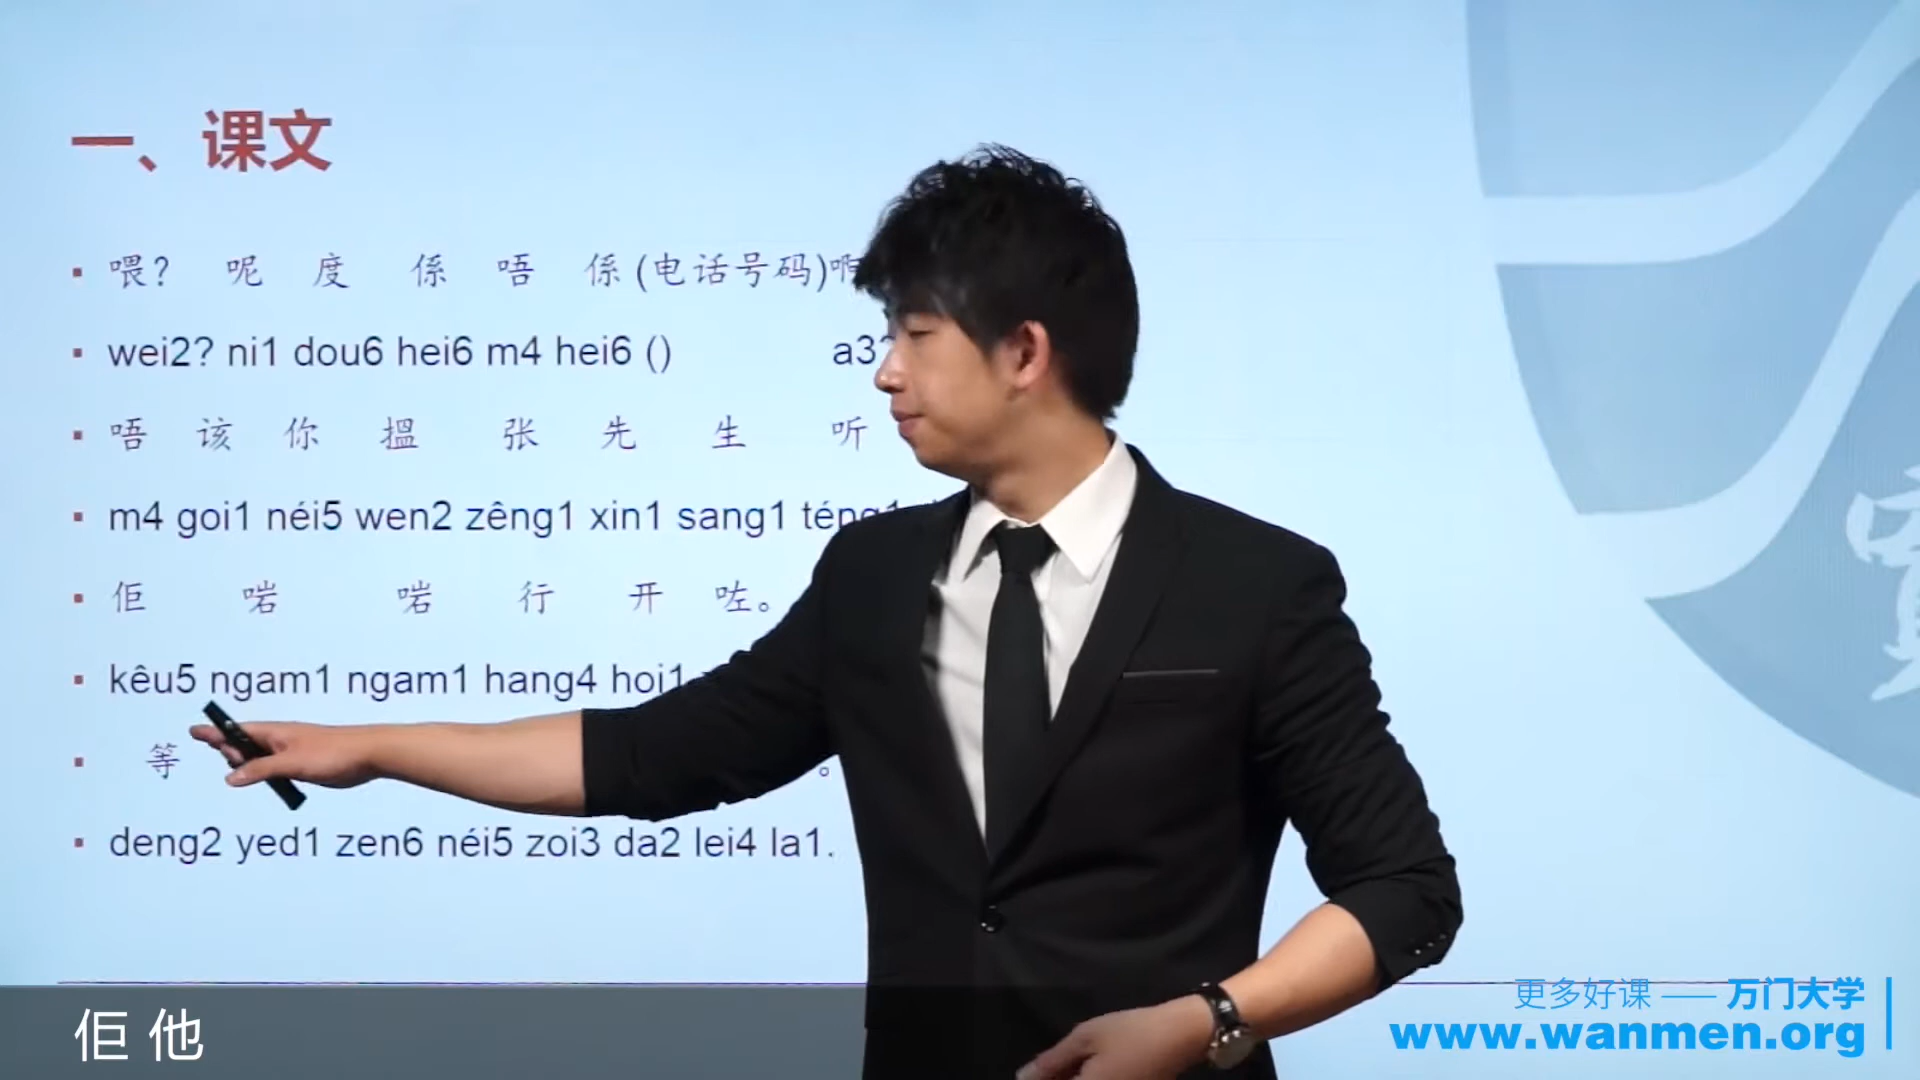 一、课文
喂? 呢 度 係 唔 係 (电话号码)啊
wei2? ni1 dou6 hei6 m4 hei6 () a3?
唔 该 你 搵 张 先 生 听
m4 goi1 néi5 wen2 zêng1 xin1 sang1 téng1
佢 啱 啱 行 开 咗。
kêu5 ngam1 ngam1 hang4 hoi1
等 。
deng2 yed1 zen6 néi5 zoi3 da2 lei4 la1.
佢 他
更多好课 —— 万门大学
www.wanmen.org